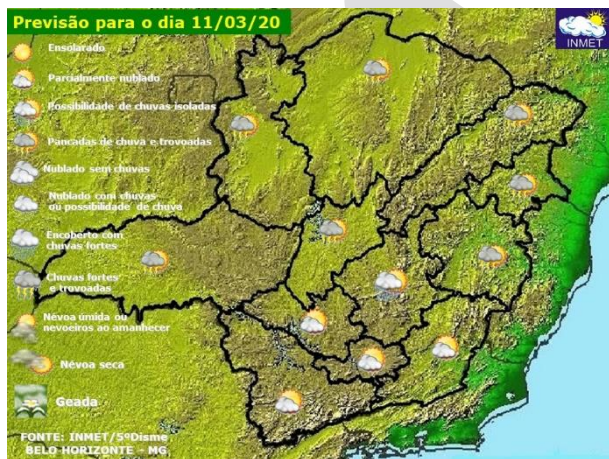 Previsão para o dia 11/03/20
INMET
Ensolarado
Parcialmente nublado
Possibilidade de chuvas isoladas
Pancadas de chuva e trovoadas
Nublado sem chuvas
Nublado com chuvas
ou possibilidade de chuva
Encoberto com
chuvas fortes
Chuvas fortes
e trovoadas
Névoa úmida ou
nevoeiros ao amanhecer
Névoa seca
Geada
FONTE: INMET/5ºDisme
BELO HORIZONTE - MG